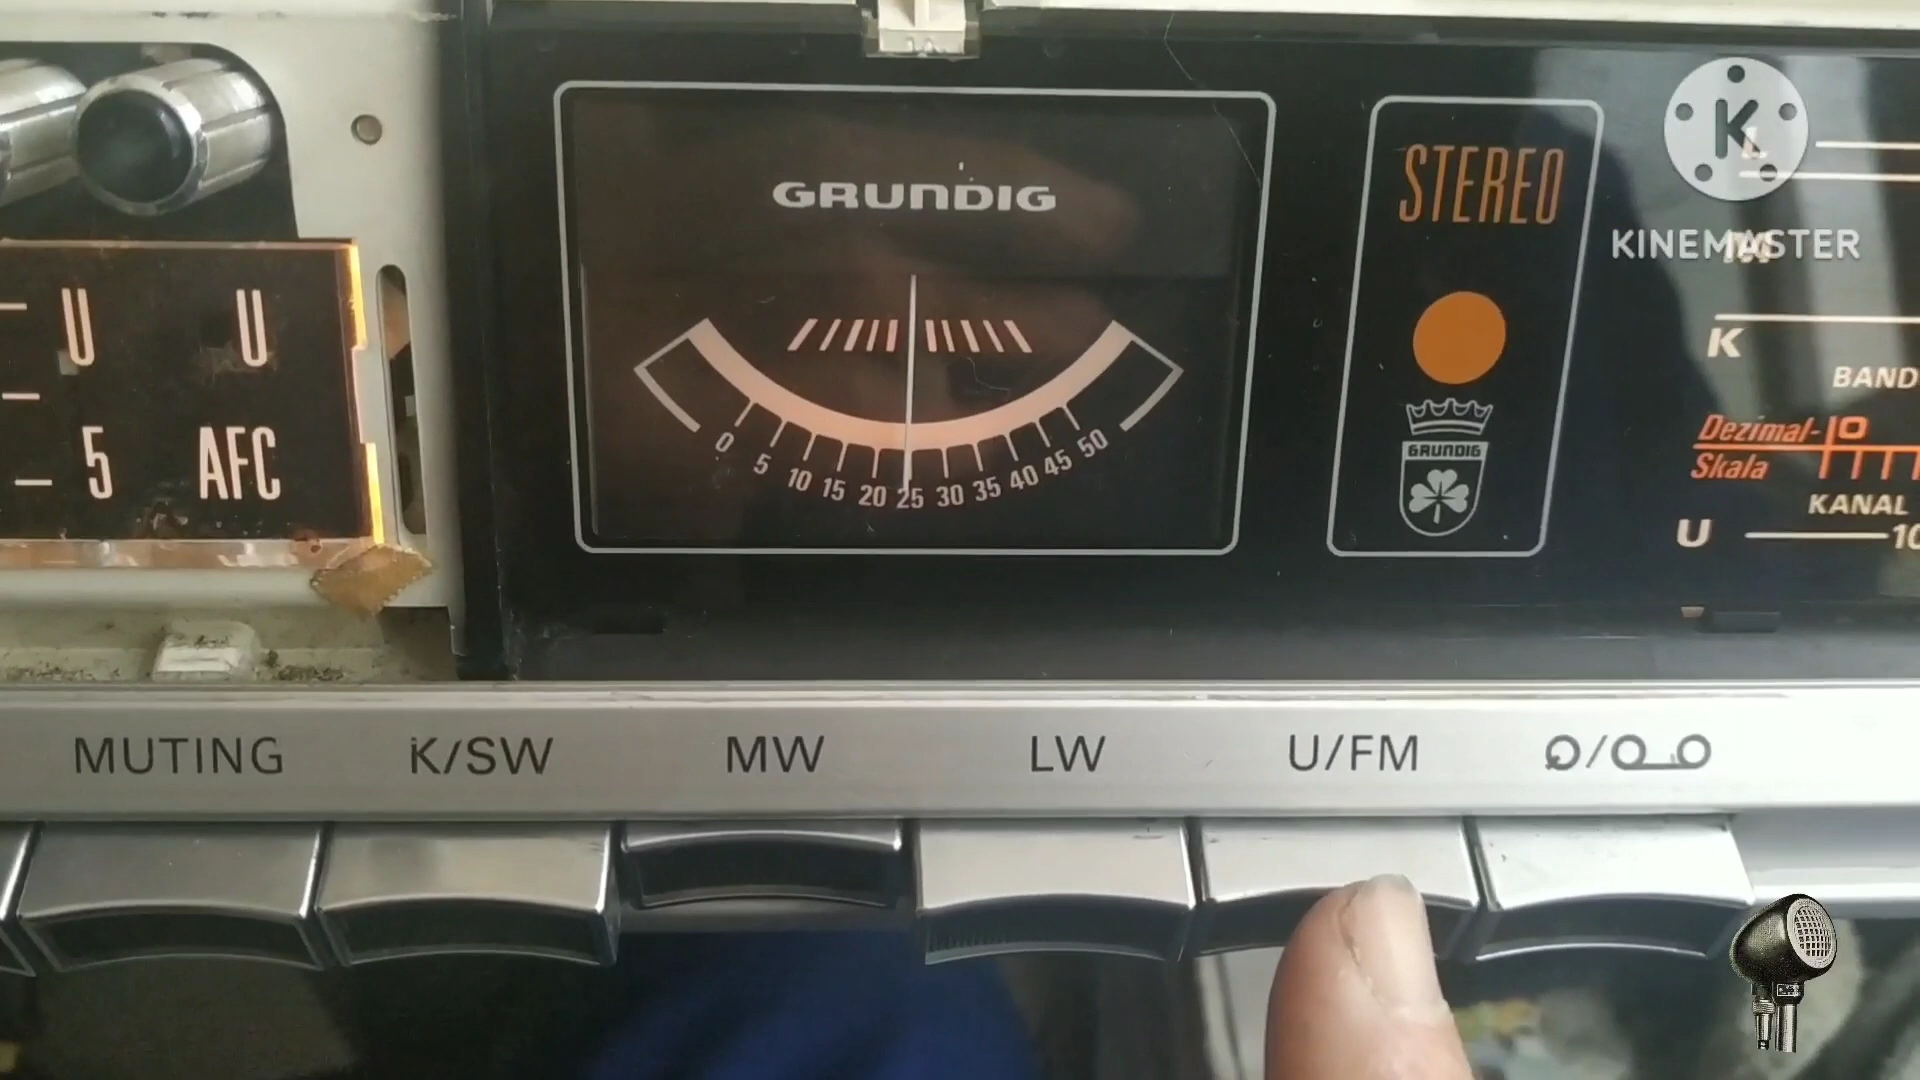 GRUNDIG
0 5 10 15 20 25 30 35 40 45 50
STEREO
GRUNDIG
K
KINEMASTER
K
BAND
Dezimal- 0
Skala
KANAL
U 10
U U
5 AFC
MUTING K/SW MW LW U/FM